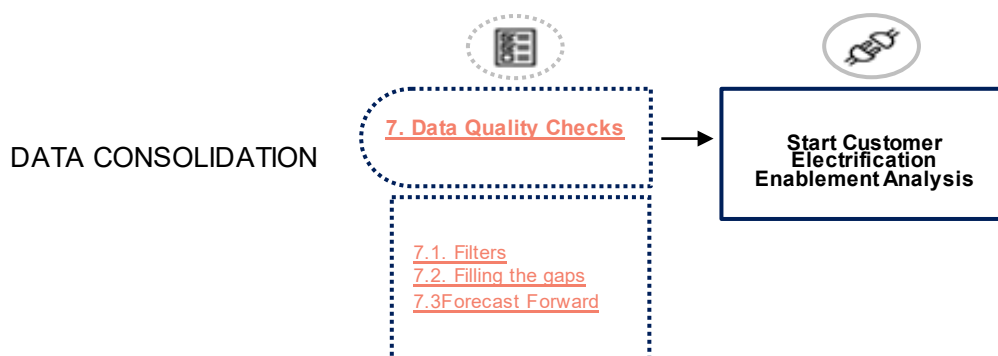 DATA CONSOLIDATION
7. Data Quality Checks
Start Customer
Electrification
Enablement Analysis
7.1. Filters
7.2. Filling the gaps
7.3Forecast Forward